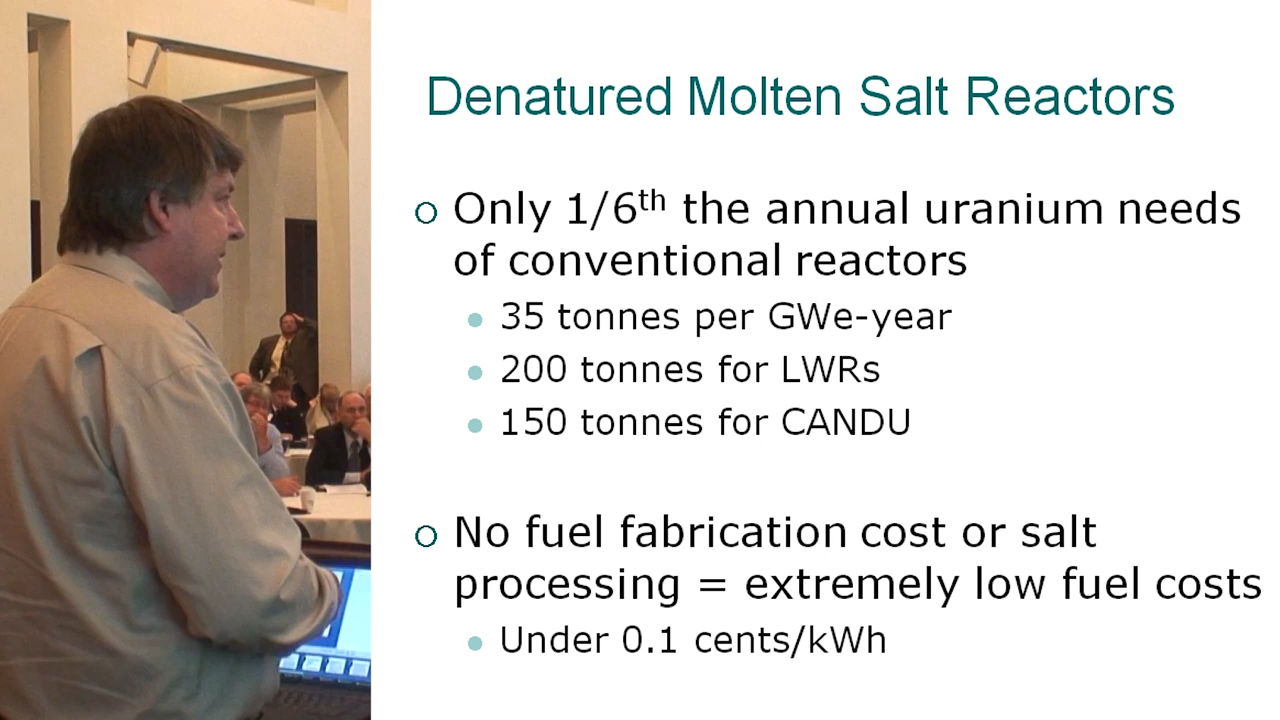 Denatured Molten Salt Reactors
Only 1/6th the annual uranium needs
of conventional reactors
35 tonnes per GWe-year
200 tonnes for LWRs
150 tonnes for CANDU
No fuel fabrication cost or salt
processing = extremely low fuel costs
Under 0.1 cents/kWh